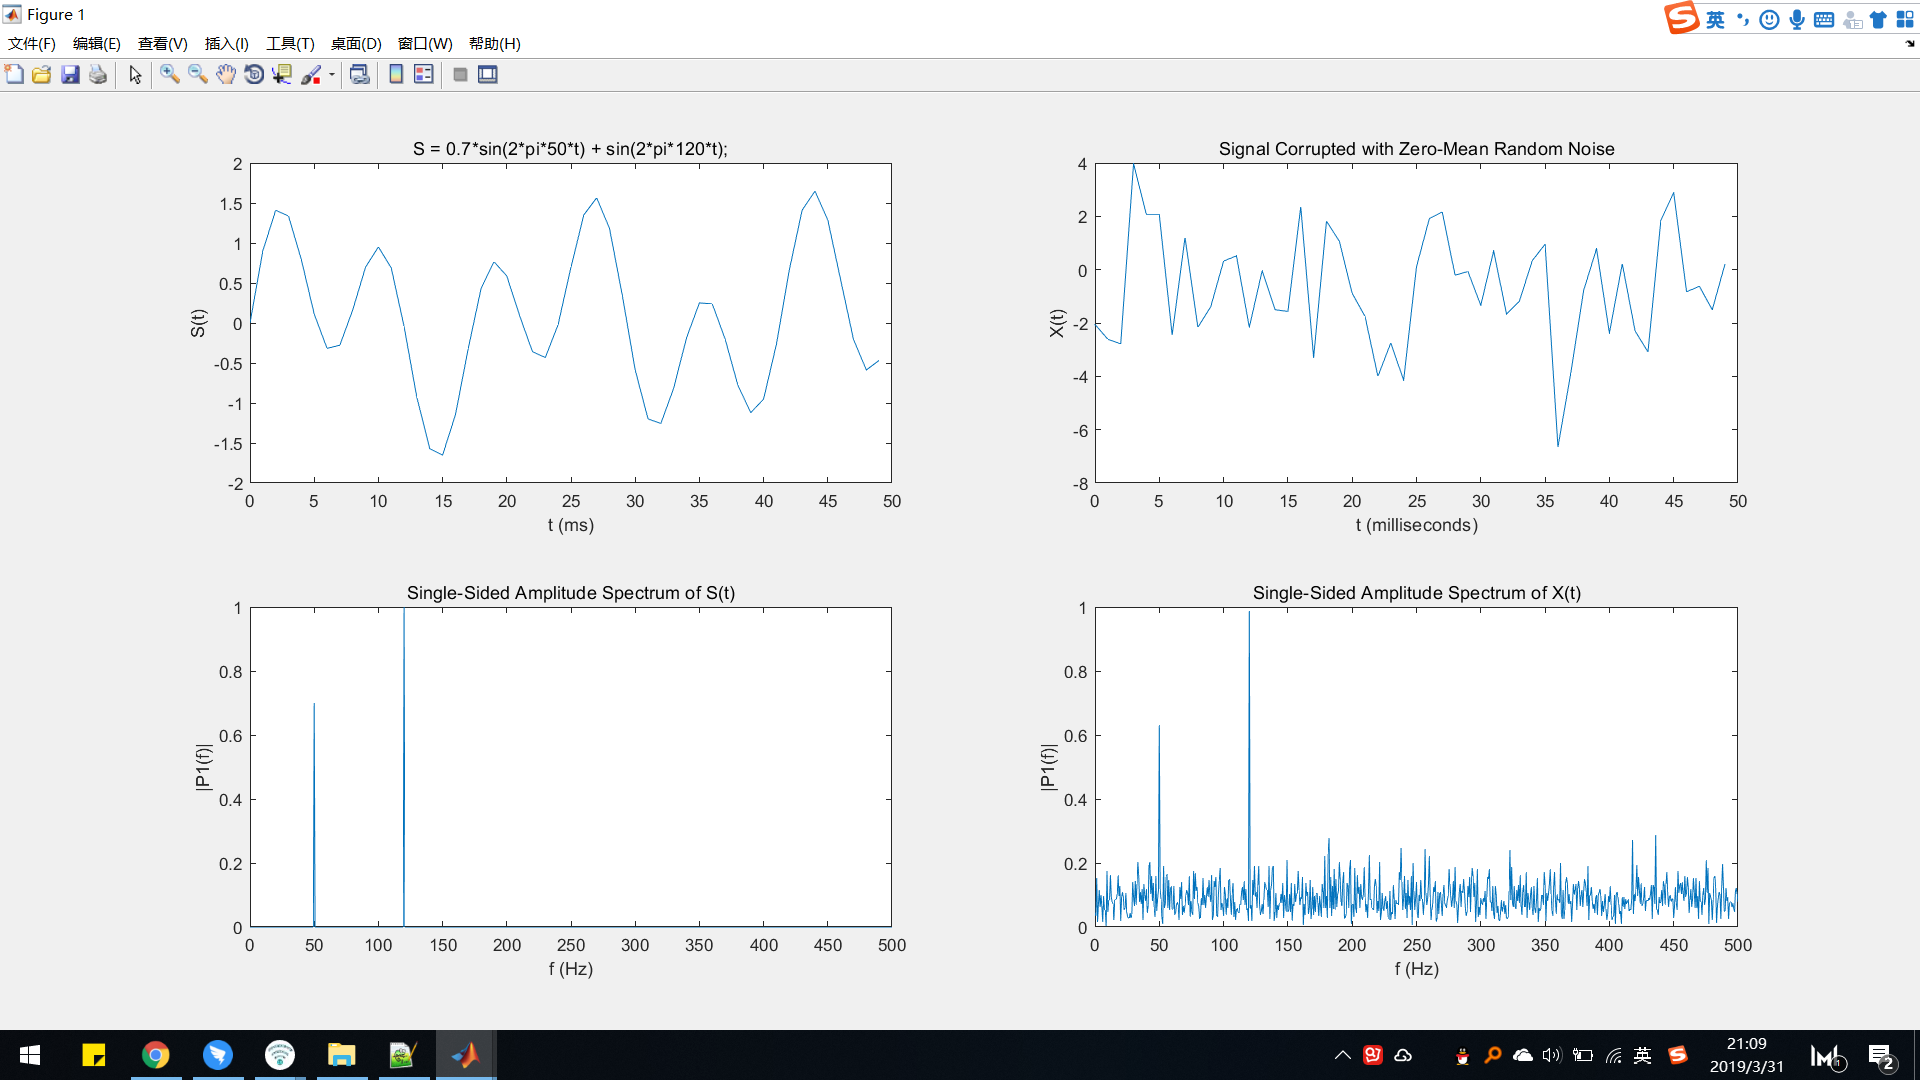 Figure 1
英
文件(F) 编辑(E) 查看(V) 插入(I) 工具(T) 桌面(D) 窗口(W) 帮助(H)
S = 0.7*sin(2*pi*50*t) + sin(2*pi*120*t);
2
1.5
1
0.5
0
-0.5
-1
-1.5
-2
S(t)
0 5 10 15 20 25 30 35 40 45 50
t (ms)
Signal Corrupted with Zero-Mean Random Noise
4
2
0
-2
-4
-6
-8
X(t)
0 5 10 15 20 25 30 35 40 45 50
t (milliseconds)
Single-Sided Amplitude Spectrum of S(t)
1
0.8
0.6
0.4
0.2
0
|P1(f)|
0 50 100 150 200 250 300 350 400 450 500
f (Hz)
Single-Sided Amplitude Spectrum of X(t)
1
0.8
0.6
0.4
0.2
0
|P1(f)|
0 50 100 150 200 250 300 350 400 450 500
f (Hz)
英
21:09
2019/3/31
2